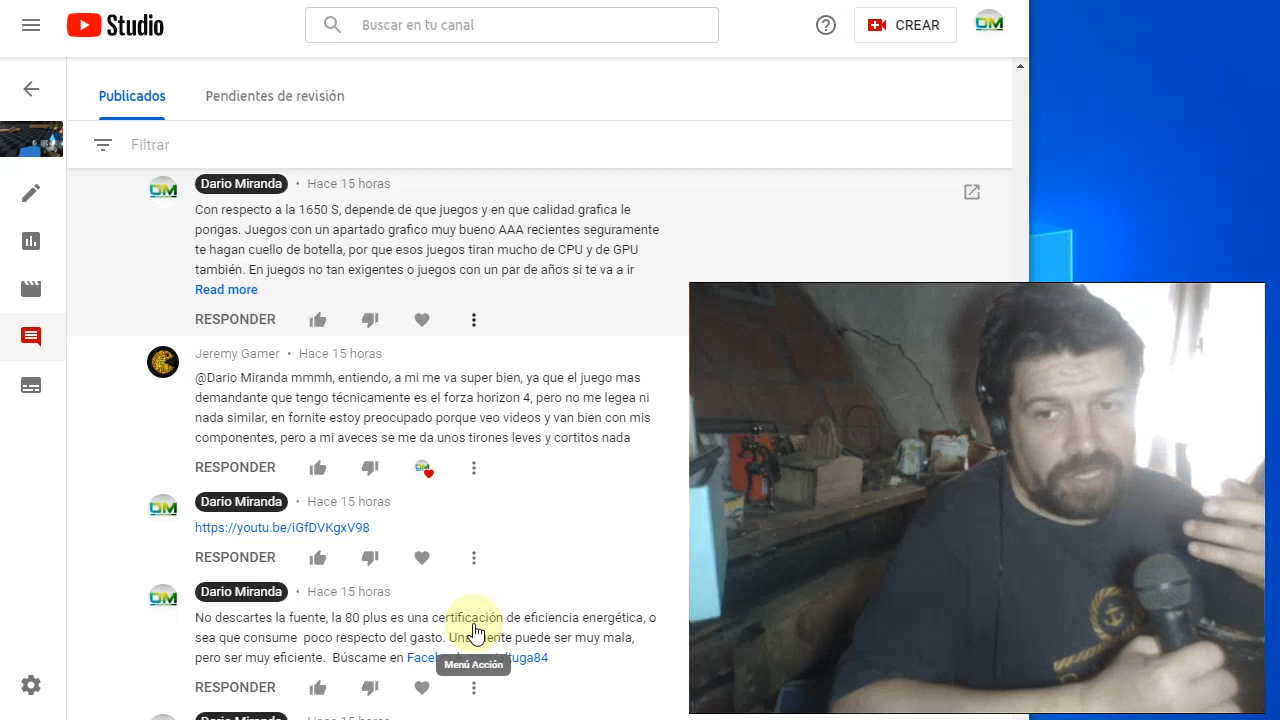 Studio
Buscar en tu canal
CREAR
DM
Publicados
Pendientes de revisión
Filtrar
DM
Dario Miranda • Hace 15 horas
Con respecto a la 1650 S, depende de que juegos y en que calidad grafica le
pongas. Juegos con un apartado grafico muy bueno AAA recientes seguramente
te hagan cuello de botella, por que esos juegos tiran mucho de CPU y de GPU
también. En juegos no tan exigentes o juegos con un par de años si te va a ir
Read more
RESPONDER
Jeremy Gamer • Hace 15 horas
@Dario Miranda mmmh, entiendo, a mi me va super bien, ya que el juego mas
demandante que tengo técnicamente es el forza horizon 4, pero no me legea ni
nada similar, en fornite estoy preocupado porque veo videos y van bien con mis
componentes, pero a mi aveces se me da unos tirones leves y cortitos nada
RESPONDER
DM
Dario Miranda • Hace 15 horas
https://youtu.be/iGfDVKgxV98
RESPONDER
DM
Dario Miranda • Hace 15 horas
No descartes la fuente, la 80 plus es una certificación de eficiencia energética, o
sea que consume poco respecto del gasto. Una puede ser muy mala,
pero ser muy eficiente. Búscame en
Menú Acción
RESPONDER